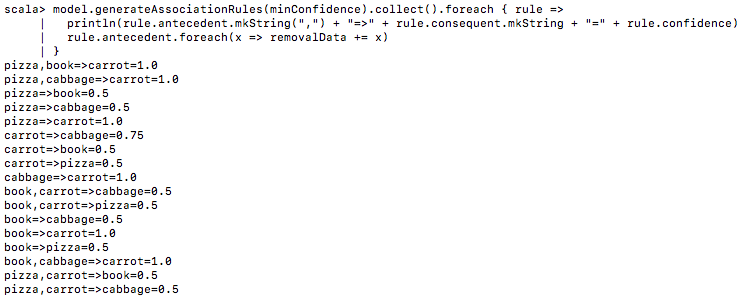 scala> model.generateAssociationRules(minConfidence).collect().foreach { rule =>
| println(rule.antecedent.mkString(",") + "=>" + rule.consequent.mkString + "=" + rule.confidence)
| rule.antecedent.foreach(x => removalData += x)
| }
pizza,book=>carrot=1.0
pizza,cabbage=>carrot=1.0
pizza=>book=0.5
pizza=>cabbage=0.5
pizza=>carrot=1.0
carrot=>cabbage=0.75
carrot=>book=0.5
carrot=>pizza=0.5
cabbage=>carrot=1.0
book,carrot=>cabbage=0.5
book,carrot=>pizza=0.5
book=>cabbage=0.5
book=>carrot=1.0
book=>pizza=0.5
book,cabbage=>carrot=1.0
pizza,carrot=>book=0.5
pizza,carrot=>cabbage=0.5